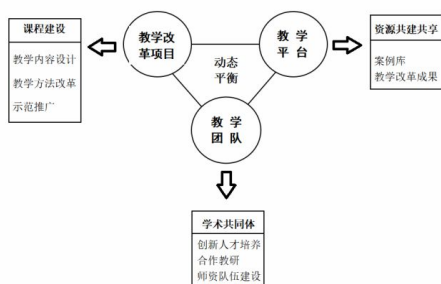 课程建设
教学内容设计
教学方法改革
示范推广
教学改
革项目
动态
平衡
教 学
平 台
资源共建共享
案例库
教学改革成果
教 学
团 队
学术共同体
创新人才培养
合作教研
师资队伍建设